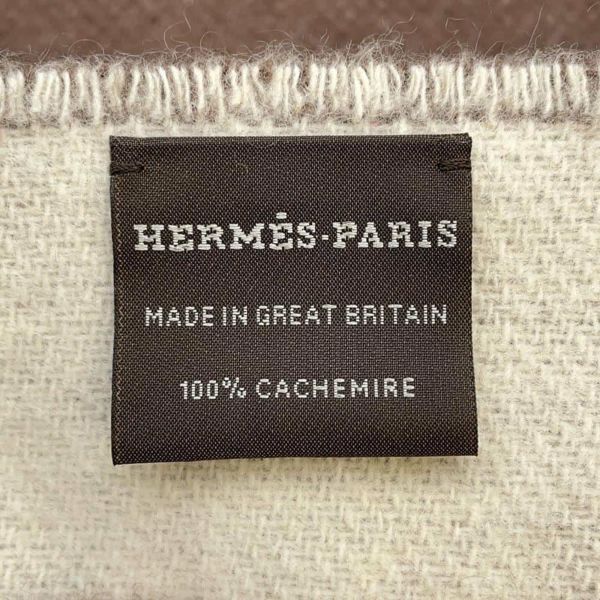 HERMÈS-PARIS
MADE IN GREAT BRITAIN
100% CACHEMIRE